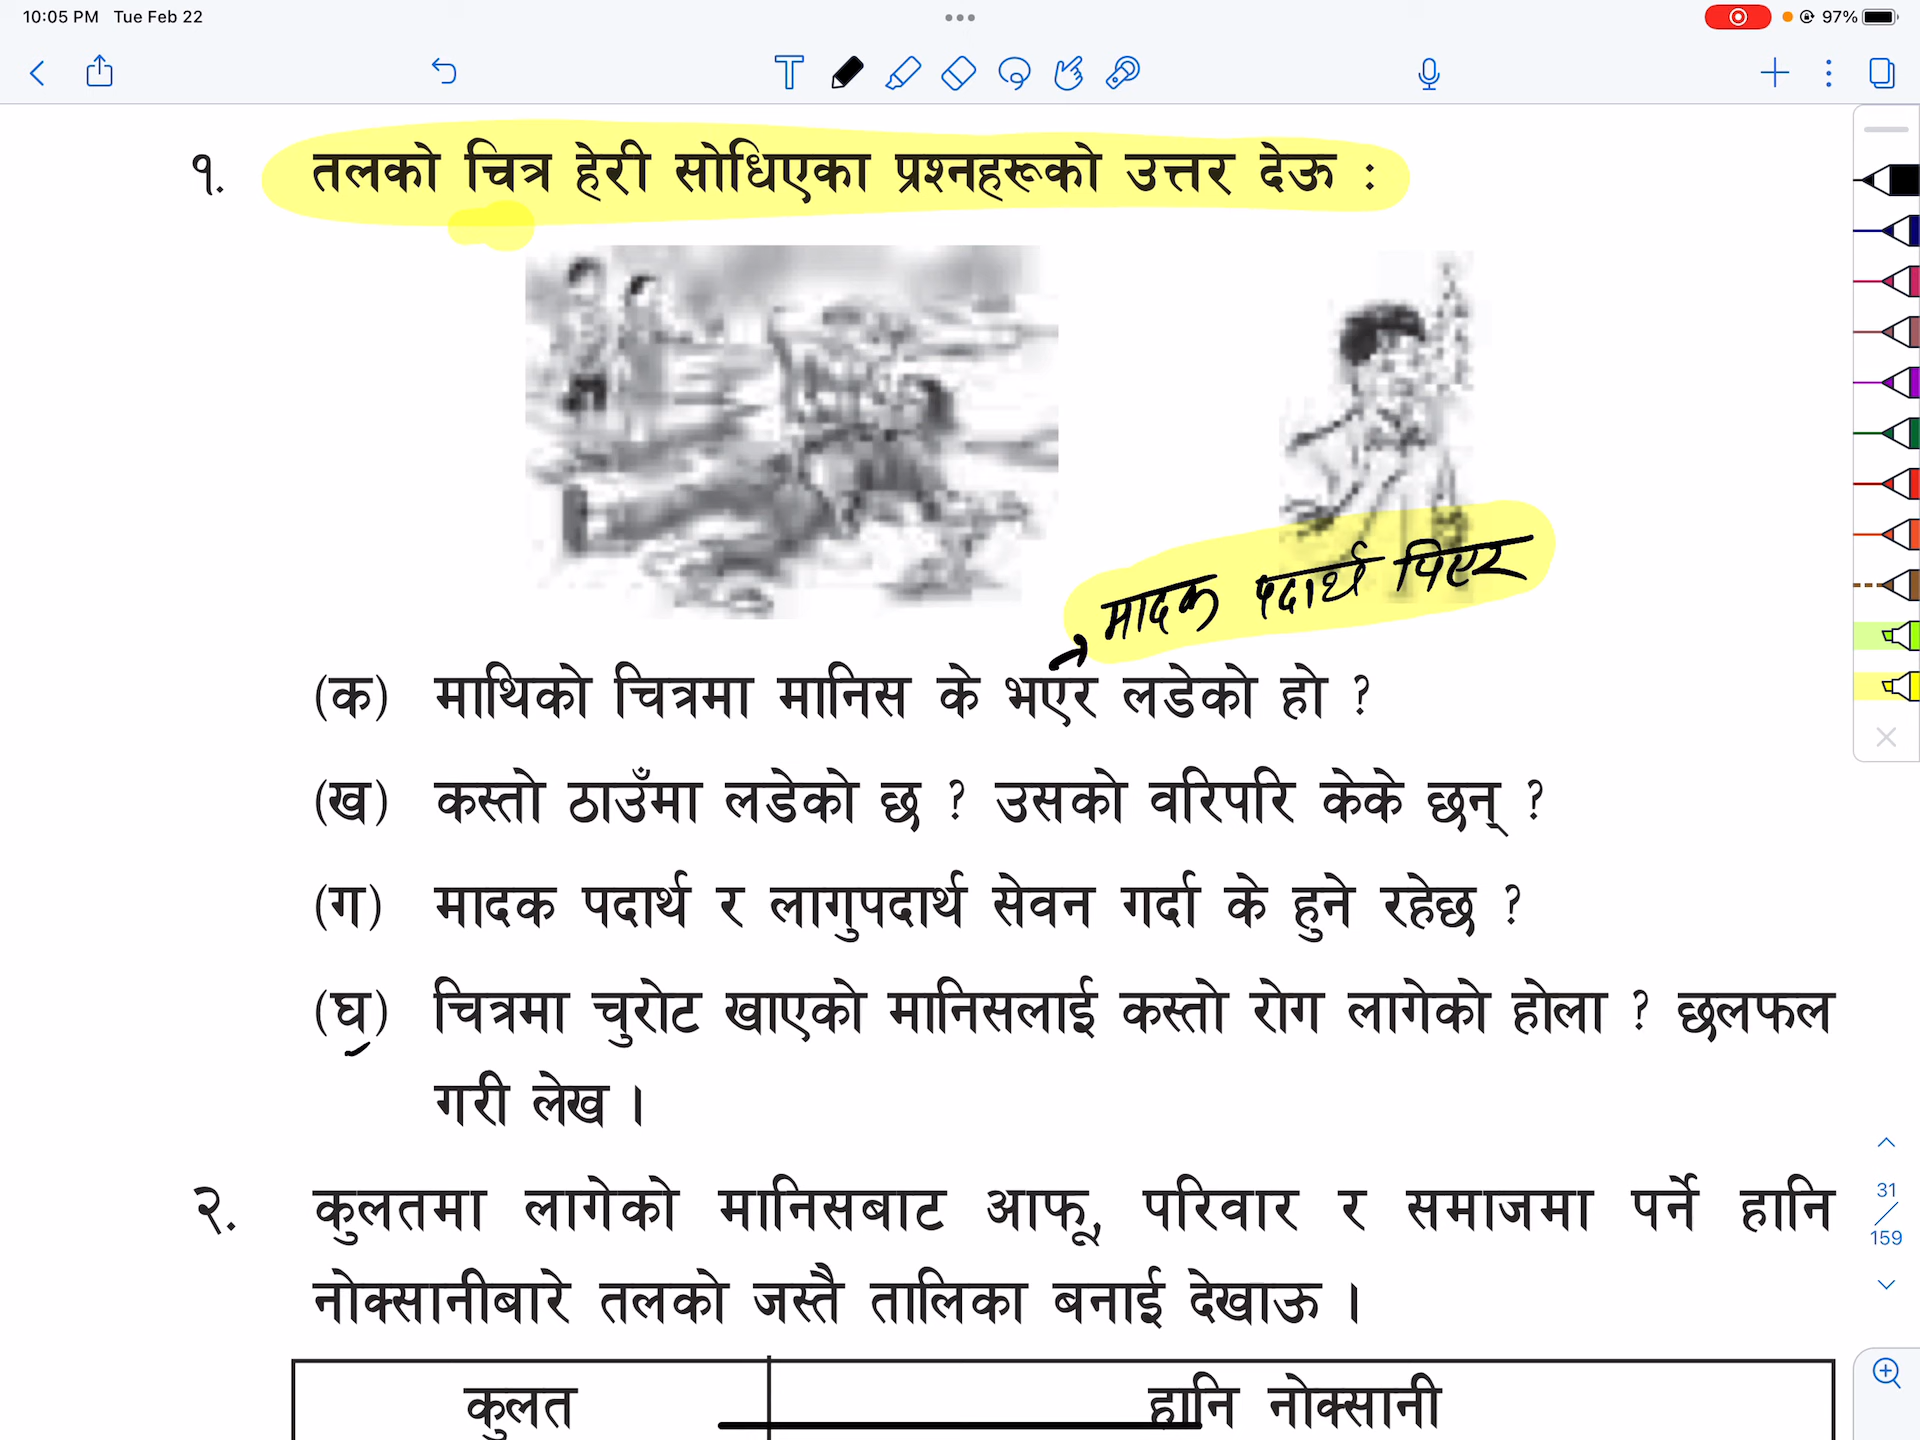 10:05 PM Tue Feb 22
97%
१. तलको चित्र हेरी सोधिएका प्रश्नहरूको उत्तर देऊ :
मादक पदार्थ पिएर
(क) माथिको चित्रमा मानिस के भएर लडेको हो ?
(ख) कस्तो ठाउँमा लडेको छ ? उसको वरिपरि केके छन् ?
(ग) मादक पदार्थ र लागुपदार्थ सेवन गर्दा के हुने रहेछ ?
(घ) चित्रमा चुरोट खाएको मानिसलाई कस्तो रोग लागेको होला ? छलफल
गरी लेख ।
२. कुलतमा लागेको मानिसबाट आफू, परिवार र समाजमा पर्ने हानि
नोक्सानीबारे तलको जस्तै तालिका बनाई देखाऊ ।
कुलत हानि नोक्सानी
31
159